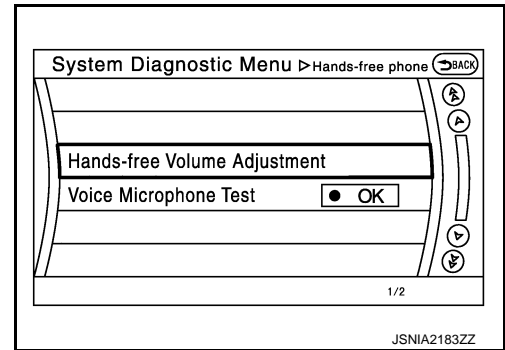 System Diagnostic Menu ▷Hands-free phone BACK
Hands-free Volume Adjustment
Voice Microphone Test ● OK
1/2
JSNIA2183ZZ